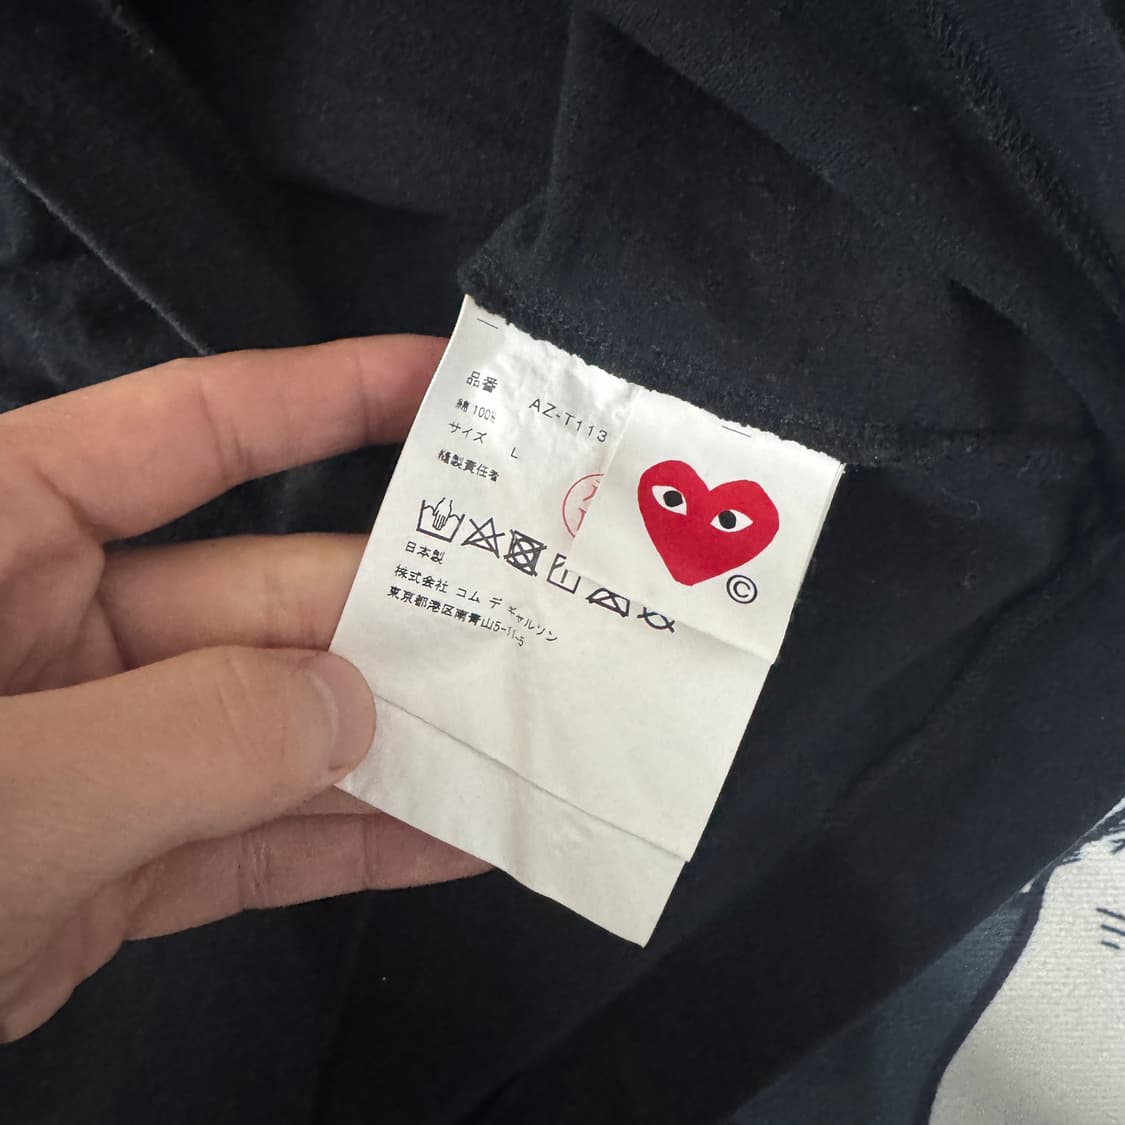 品番 AZ-T113
綿 100%
サイズ L
縫製責任者
日本製
株式会社 コム デ ギャルソン
東京都港区南青山5-11-5
©